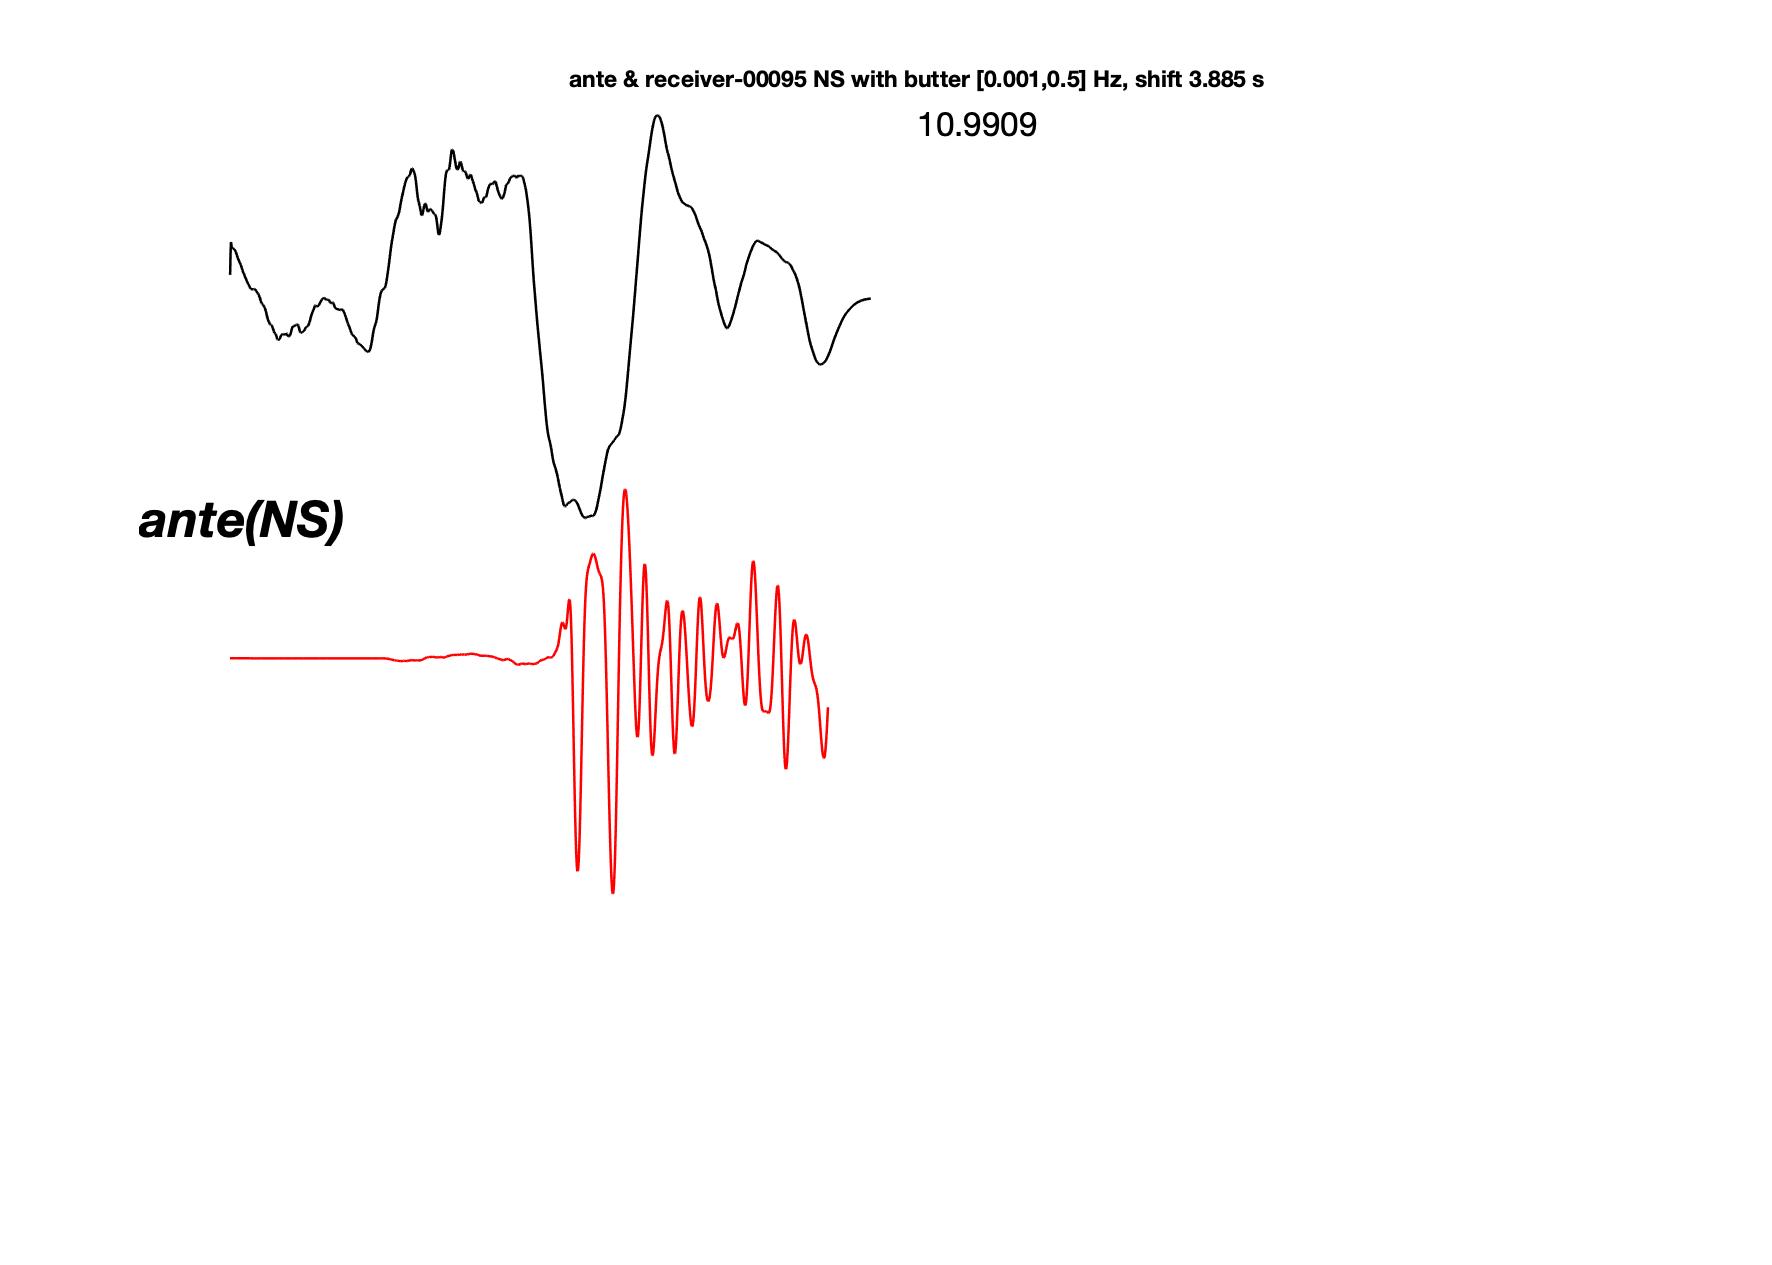 ante & receiver-00095 NS with butter [0.001,0.5] Hz, shift 3.885 s
10.9909
ante(NS)